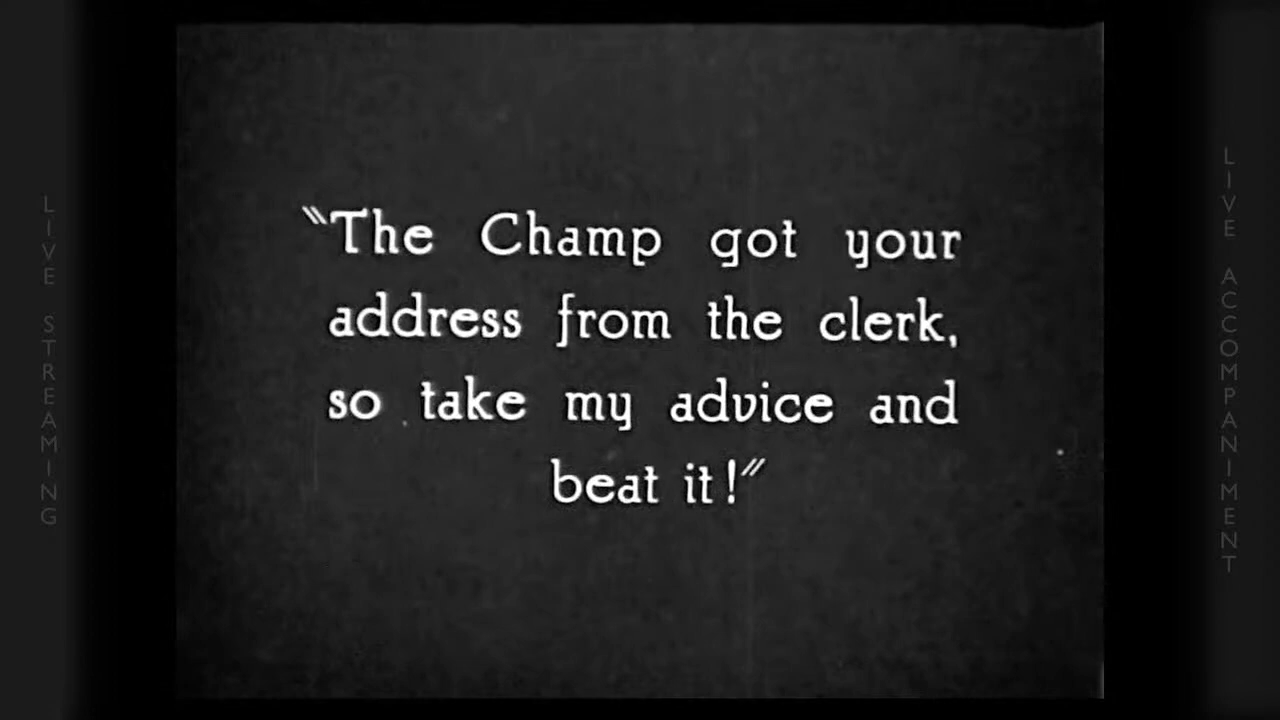 LIVE STREAMING
"The Champ got your
address from the clerk,
so take my advice and
beat it!"
LIVE ACCOMPANIMENT